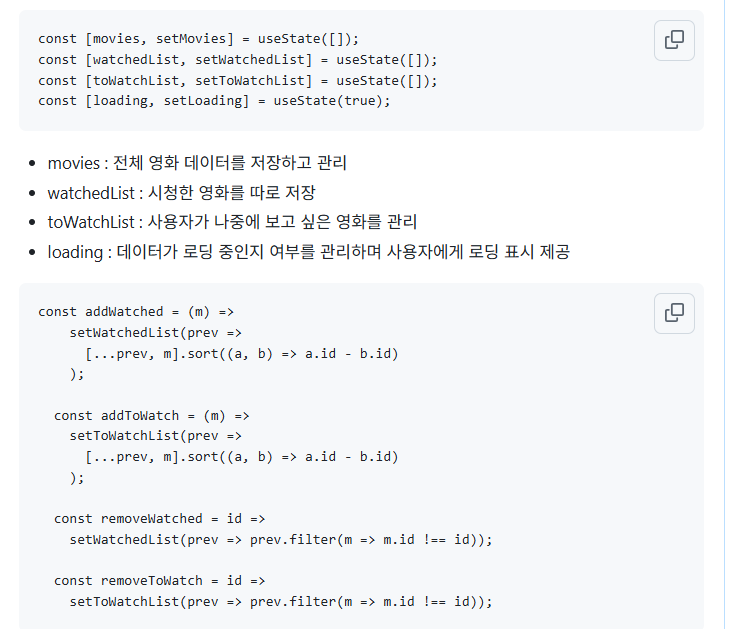 const [movies, setMovies] = useState([]);
const [watchedList, setWatchedList] = useState([]);
const [toWatchList, setToWatchList] = useState([]);
const [loading, setLoading] = useState(true);
• movies : 전체 영화 데이터를 저장하고 관리
• watchedList : 시청한 영화를 따로 저장
• toWatchList : 사용자가 나중에 보고 싶은 영화를 관리
• loading : 데이터가 로딩 중인지 여부를 관리하며 사용자에게 로딩 표시 제공
const addWatched = (m) =>
    setWatchedList(prev =>
      [...prev, m].sort((a, b) => a.id - b.id)
    );
  const addToWatch = (m) =>
    setToWatchList(prev =>
      [...prev, m].sort((a, b) => a.id - b.id)
    );
  const removeWatched = id =>
    setWatchedList(prev => prev.filter(m => m.id !== id));
  const removeToWatch = id =>
    setToWatchList(prev => prev.filter(m => m.id !== id));